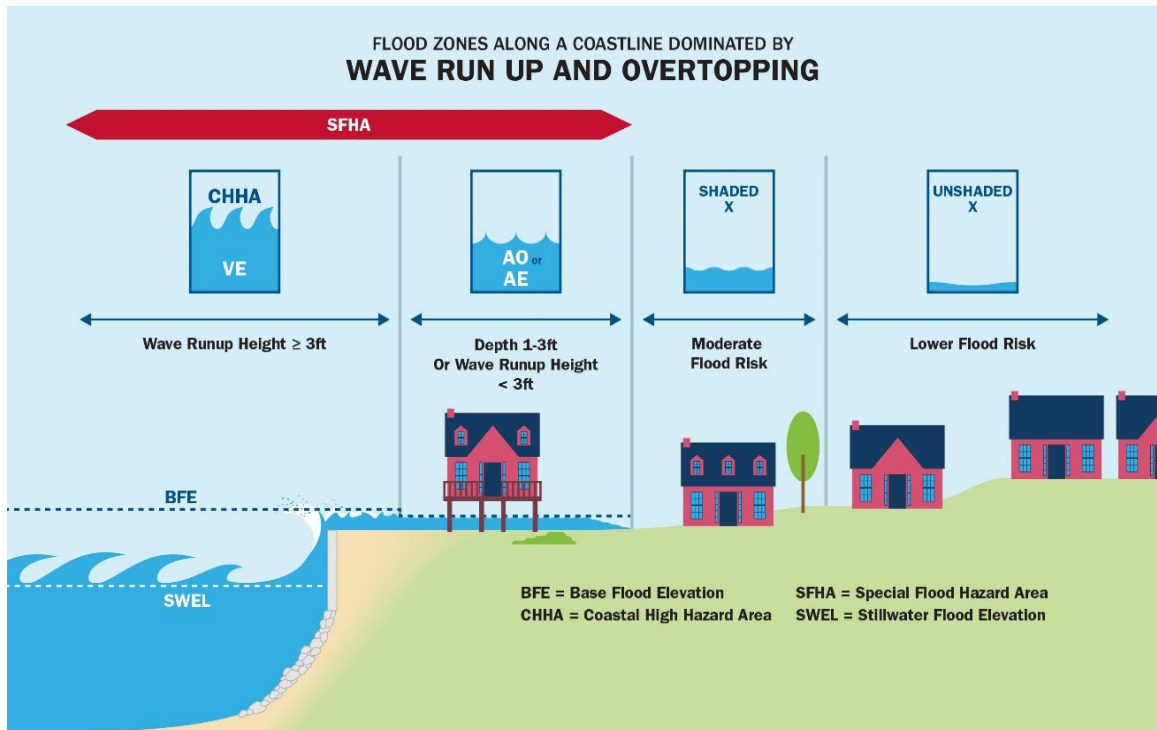 FLOOD ZONES ALONG A COASTLINE DOMINATED BY
WAVE RUN UP AND OVERTOPPING
SFHA
CHHA
VE
AO or
AE
SHADED
X
UNSHADED
X
Wave Runup Height ≥ 3ft
Depth 1-3ft
Or Wave Runup Height
< 3ft
Moderate
Flood Risk
Lower Flood Risk
BFE
SWEL
BFE = Base Flood Elevation
CHHA = Coastal High Hazard Area
SFHA = Special Flood Hazard Area
SWEL = Stillwater Flood Elevation